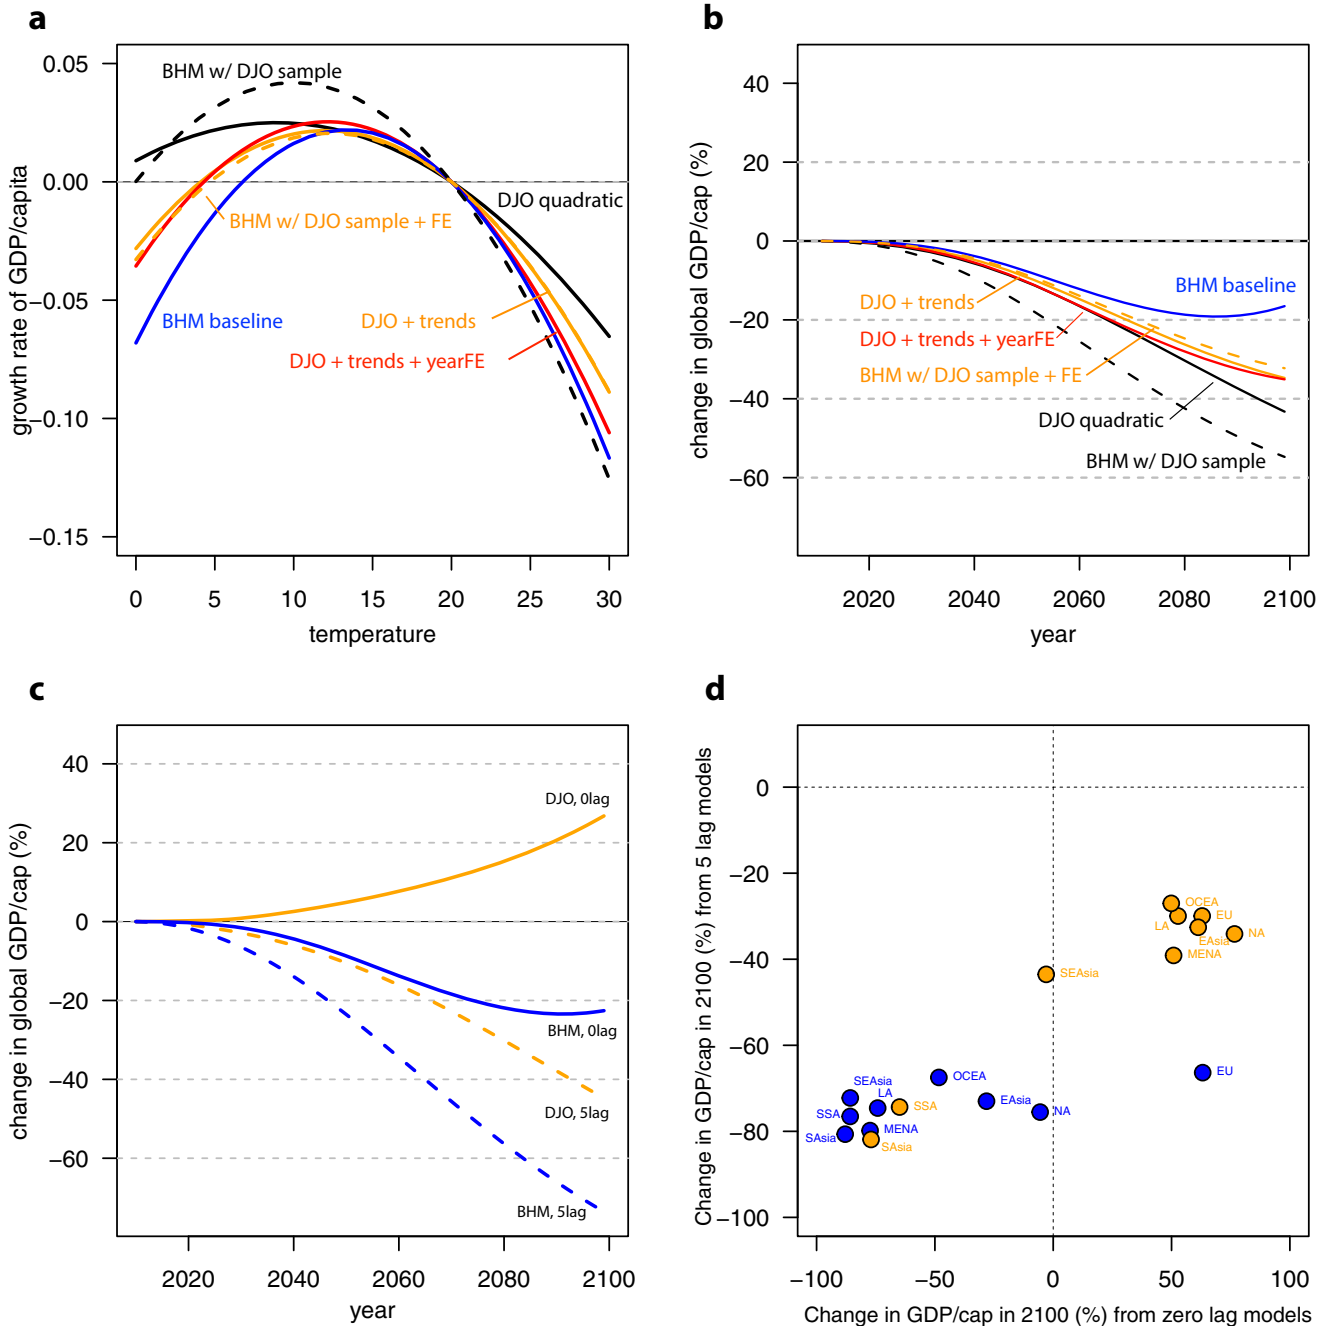 a
growth rate of GDP/capita
0.05
0.00
−0.05
−0.10
−0.15
BHM w/ DJO sample
DJO quadratic
BHM w/ DJO sample + FE
BHM baseline
DJO + trends
DJO + trends + yearFE
0 5 10 15 20 25 30
temperature
b
change in global GDP/cap (%)
40
20
0
−20
−40
−60
BHM baseline
DJO + trends
DJO + trends + yearFE
BHM w/ DJO sample + FE
DJO quadratic
BHM w/ DJO sample
2020 2040 2060 2080 2100
year
c
change in global GDP/cap (%)
40
20
0
−20
−40
−60
DJO, 0lag
BHM, 0lag
DJO, 5lag
BHM, 5lag
2020 2040 2060 2080 2100
year
d
Change in GDP/cap in 2100 (%) from 5 lag models
0
−20
−40
−60
−80
−100
OCEA
LA
EU
EAsia
NA
MENA
SEAsia
EU
OCEA
SEAsia
LA
EAsia
SSA
SSA
NA
MENA
SAsia
SAsia
−100 −50 0 50 100
Change in GDP/cap in 2100 (%) from zero lag models